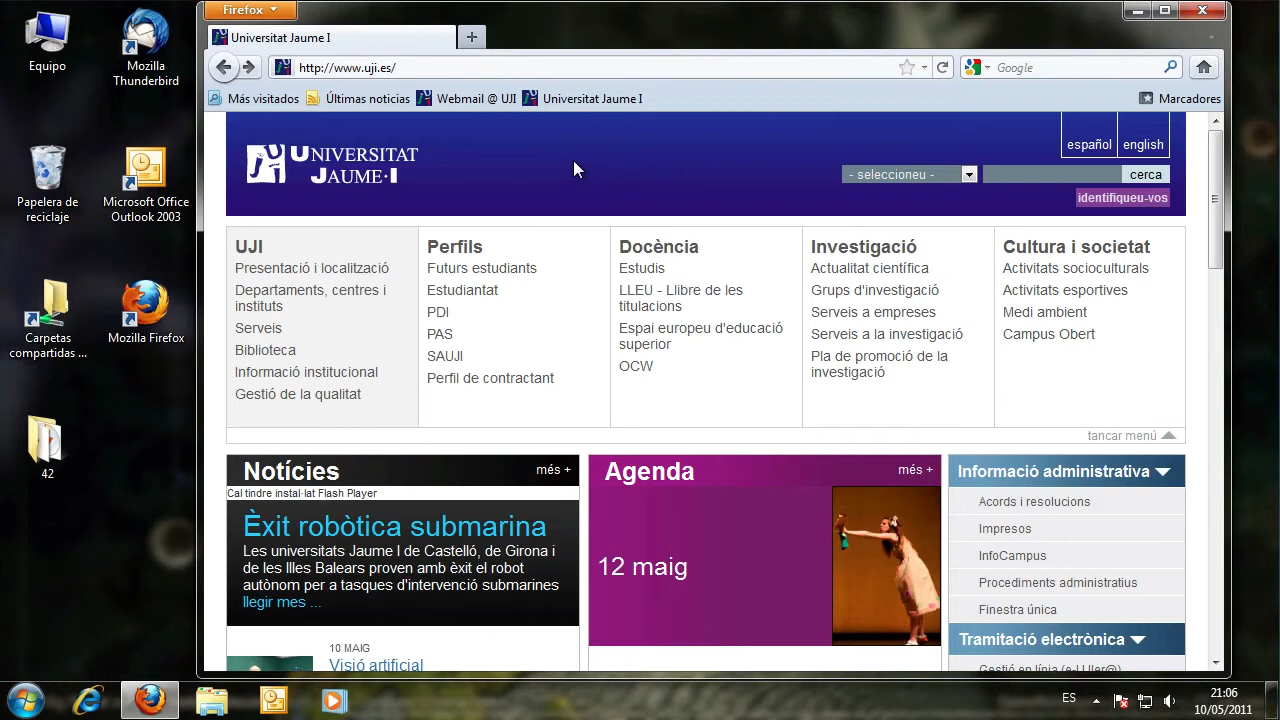 Equipo
Mozilla
Thunderbird
Papelera de
reciclaje
Microsoft Office
Outlook 2003
Carpetas
compartidas ...
Mozilla Firefox
42
Firefox
Universitat Jaume I
http://www.uji.es/
Google
Más visitados
Últimas noticias
Webmail @ UJI
Universitat Jaume I
Marcadores
UNIVERSITAT
JAUME·I
español
english
- seleccioneu -
cerca
identifiqueu-vos
UJI
Presentació i localització
Departaments, centres i
instituts
Serveis
Biblioteca
Informació institucional
Gestió de la qualitat
Perfils
Futurs estudiants
Estudiantat
PDI
PAS
SAUJI
Perfil de contractant
Docència
Estudis
LLEU - Llibre de les
titulacions
Espai europeu d'educació
superior
OCW
Investigació
Actualitat científica
Grups d'investigació
Serveis a empreses
Serveis a la investigació
Pla de promoció de la
investigació
Cultura i societat
Activitats socioculturals
Activitats esportives
Medi ambient
Campus Obert
tancar menú
Notícies
més +
Cal tindre instal·lat Flash Player
Èxit robòtica submarina
Les universitats Jaume I de Castelló, de Girona i
de les Illes Balears proven amb èxit el robot
autònom per a tasques d'intervenció submarines
llegir mes ...
10 MAIG
Visió artificial
Agenda
més +
12 maig
Informació administrativa
Acords i resolucions
Impresos
InfoCampus
Procediments administratius
Finestra única
Tramitació electrònica
Gestió en línia (e-LUJler@)
ES
21:06
10/05/2011